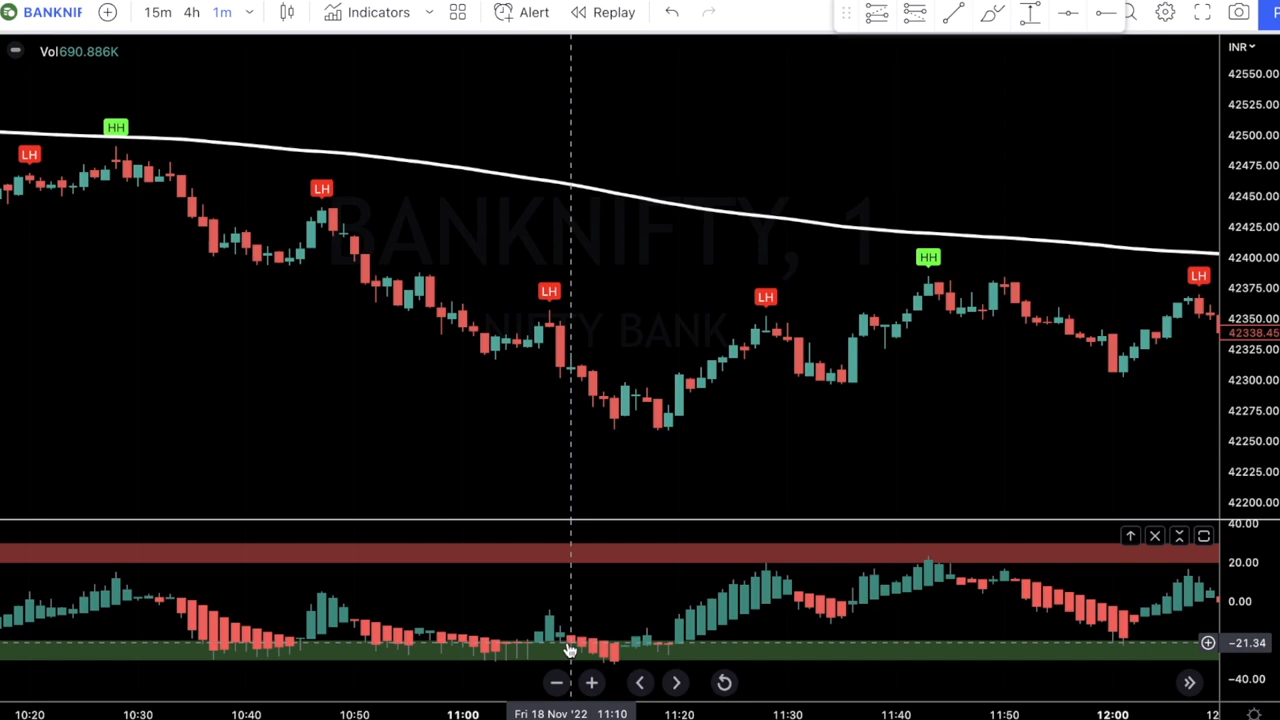 BANKNIF 15m 4h 1m Indicators Alert Replay
Vol690.886K
INR
42550.00
42525.00
42500.00
42475.00
42450.00
42425.00
42400.00
42375.00
42350.00
42338.45
42325.00
42300.00
42275.00
42250.00
42225.00
42200.00
HH
LH
LH
LH
LH
HH
LH
BANKNIFTY, 1
NIFTY BANK
40.00
20.00
0.00
−21.34
−40.00
10:20 10:30 10:40 10:50 11:00 Fri 18 Nov '22 11:10 11:20 11:30 11:40 11:50 12:00 12